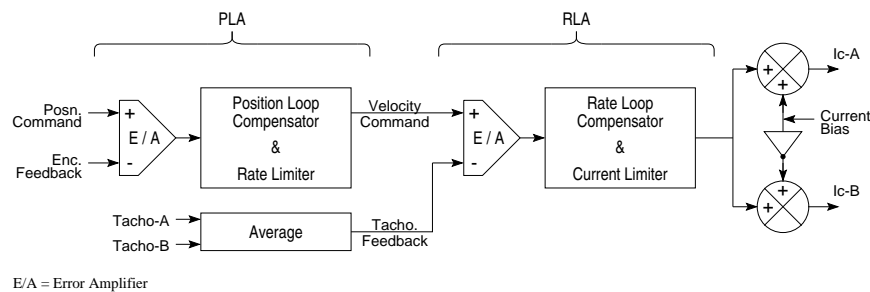 PLA
RLA
Posn.
Command
Enc.
Feedback
+
E / A
-
Position Loop
Compensator
&
Rate Limiter
Velocity
Command
Tacho-A
Tacho-B
Average
Tacho.
Feedback
+
E / A
-
Rate Loop
Compensator
&
Current Limiter
+
+
Ic-A
Current
Bias
+
+
Ic-B
E/A = Error Amplifier